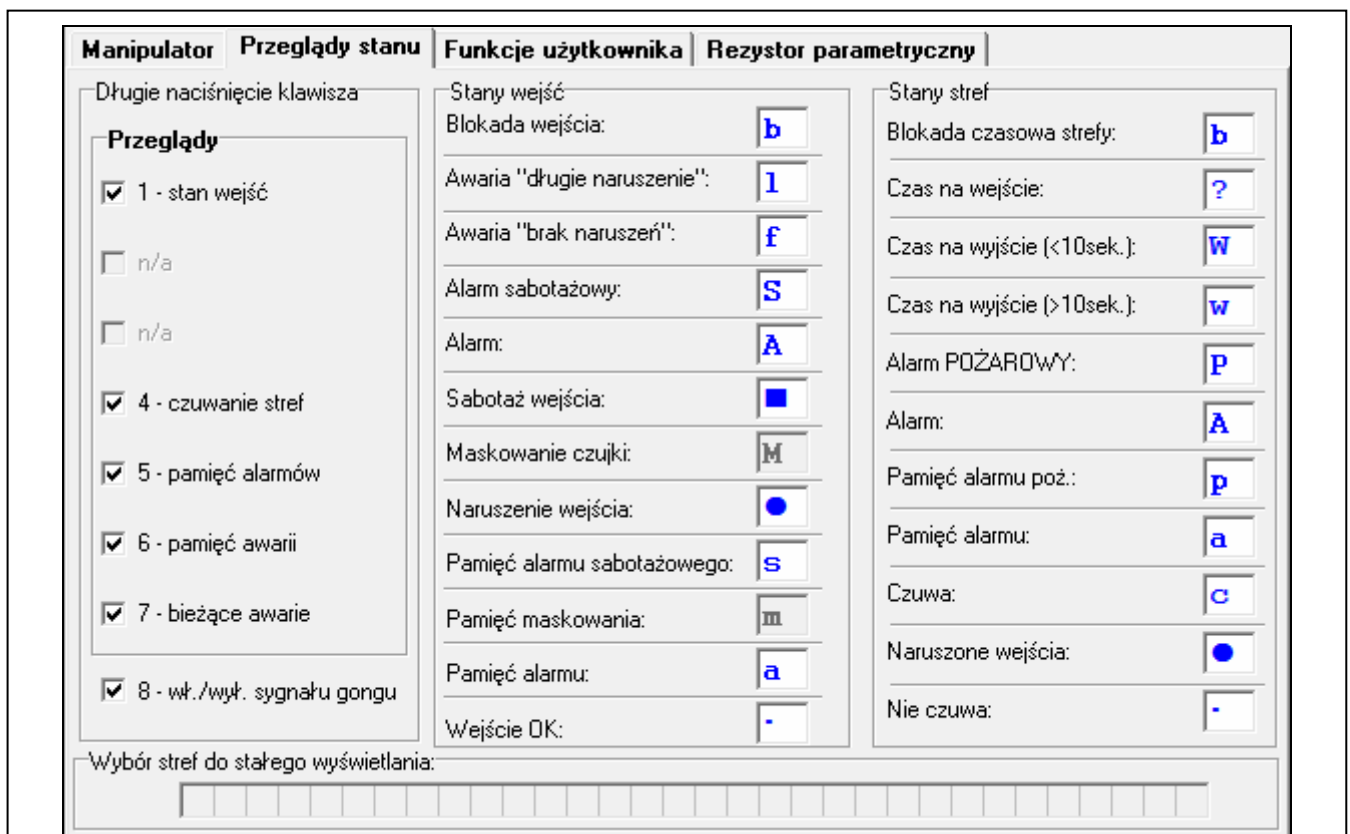 Manipulator Przeglądy stanu Funkcje użytkownika Rezystor parametryczny
Długie naciśnięcie klawisza
Przeglądy
1 - stan wejść
n/a
n/a
4 - czuwanie stref
5 - pamięć alarmów
6 - pamięć awarii
7 - bieżące awarie
8 - wł./wył. sygnału gongu
Stany wejść
Blokada wejścia: b
Awaria "długie naruszenie": l
Awaria "brak naruszeń": f
Alarm sabotażowy: S
Alarm: A
Sabotaż wejścia: ■
Maskowanie czujki: M
Naruszenie wejścia: ●
Pamięć alarmu sabotażowego: s
Pamięć maskowania: m
Pamięć alarmu: a
Wejście OK: ·
Stany stref
Blokada czasowa strefy: b
Czas na wejście: ?
Czas na wyjście (<10sek.): W
Czas na wyjście (>10sek.): w
Alarm POŻAROWY: P
Alarm: A
Pamięć alarmu poż.: p
Pamięć alarmu: a
Czuwa: c
Naruszone wejścia: ●
Nie czuwa: ·
Wybór stref do stałego wyświetlania: